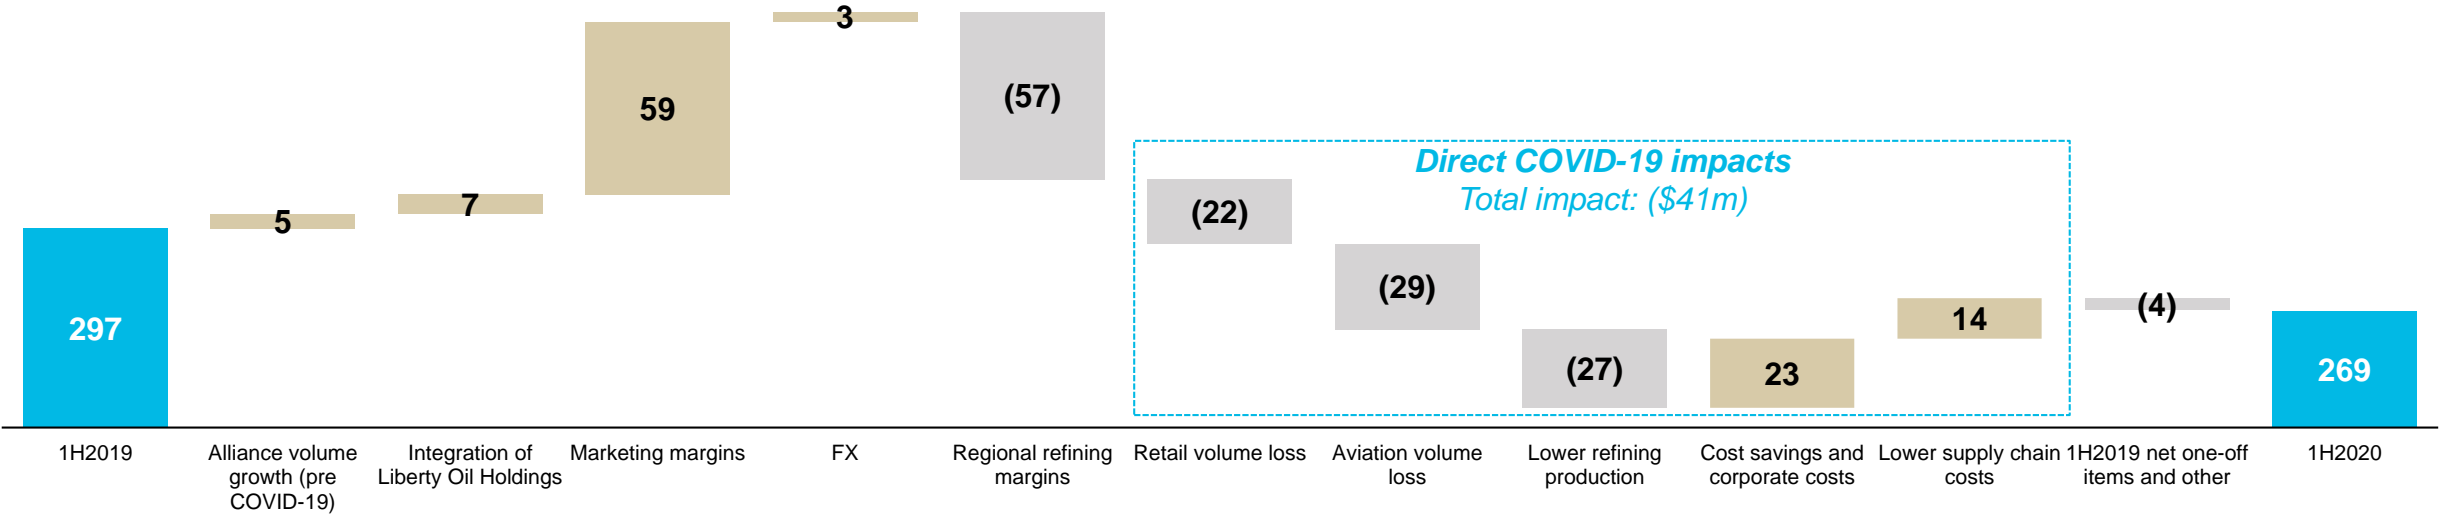 3
59
(57)
Direct COVID-19 impacts
Total impact: ($41m)
7
5
(22)
297
(29)
(27)
23
14
(4)
269
1H2019
Alliance volume
growth (pre
COVID-19)
Integration of
Liberty Oil Holdings
Marketing margins
FX
Regional refining
margins
Retail volume loss
Aviation volume
loss
Lower refining
production
Cost savings and
corporate costs
Lower supply chain
costs
1H2019 net one-off
items and other
1H2020